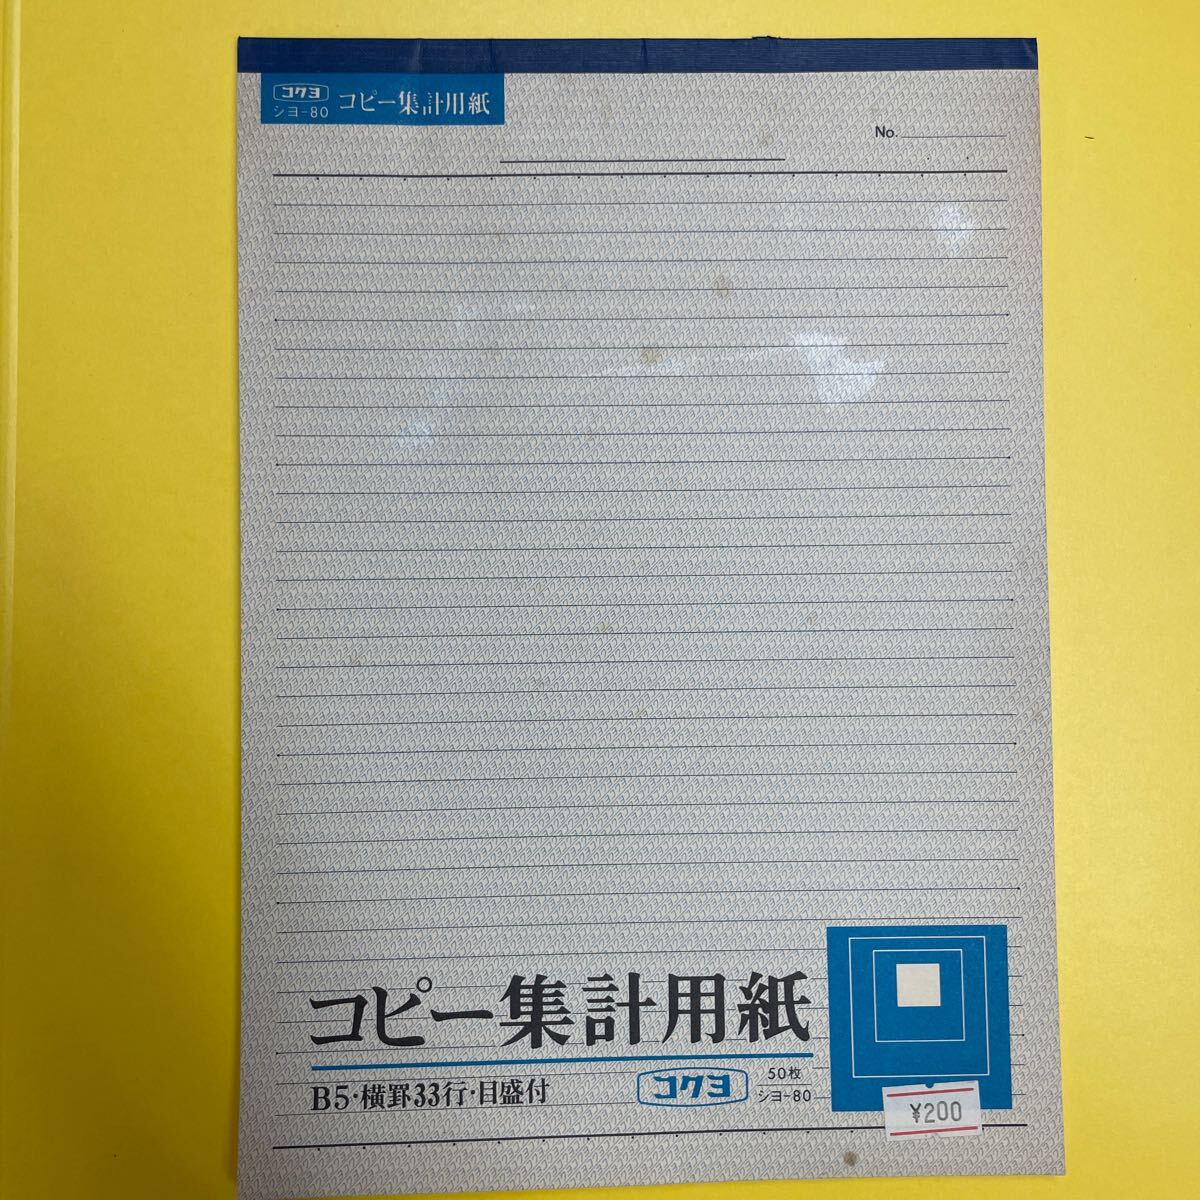 コクヨ
シヨ-80
コピー集計用紙
No.
コピー集計用紙
B5・横罫33行・目盛付
コクヨ
50枚
シヨ-80
¥200